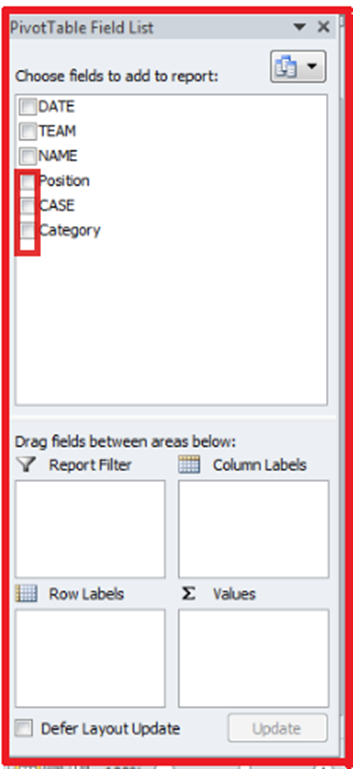 PivotTable Field List
Choose fields to add to report:
DATE
TEAM
NAME
Position
CASE
Category
Drag fields between areas below:
Report Filter
Column Labels
Row Labels
Σ Values
Defer Layout Update
Update